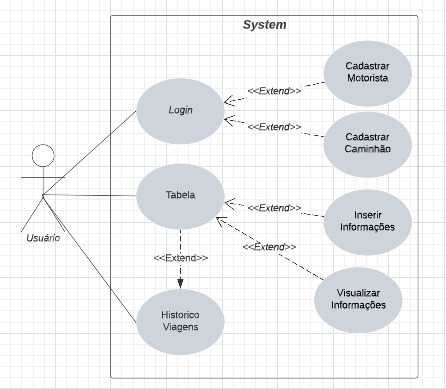 System
Cadastrar
Motorista
<<Extend>>
Login
<<Extend>>
Cadastrar
Caminhão
Tabela
<<Extend>>
Inserir
Informações
Usuário
<<Extend>>
<<Extend>>
Visualizar
Informações
Historico
Viagens